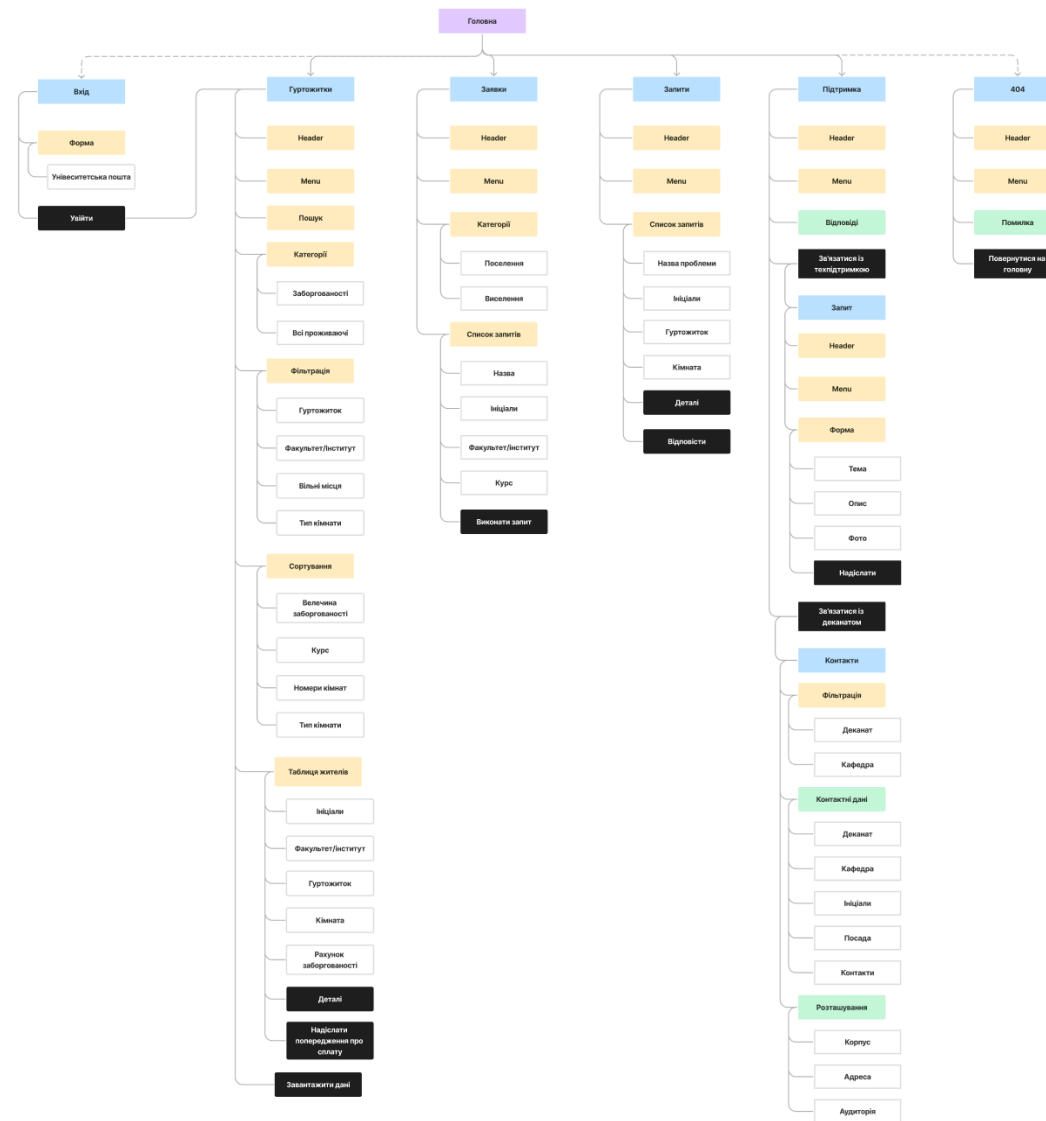 Головна
Вхід
Форма
Унівеситетська пошта
Увійти
Гуртожитки
Header
Menu
Пошук
Категорії
Заборгованості
Всі проживаючі
Фільтрація
Гуртожиток
Факультет/Інститут
Вільні місця
Тип кімнати
Сортування
Велечина
заборгованості
Курс
Номери кімнат
Тип кімнати
Таблиця жителів
Ініціали
Факультет/інститут
Гуртожиток
Кімната
Рахунок
заборгованості
Деталі
Надіслати
попередження про
сплату
Завантажити дані
Заявки
Header
Menu
Категорії
Поселення
Виселення
Список запитів
Назва
Ініціали
Факультет/інститут
Курс
Виконати запит
Запити
Header
Menu
Список запитів
Назва проблеми
Ініціали
Гуртожиток
Кімната
Деталі
Відповісти
Підтримка
Header
Menu
Відповіді
Зв'язатися із
техпідтримкою
Запит
Header
Menu
Форма
Тема
Опис
Фото
Надіслати
Зв'язатися із
деканатом
Контакти
Фільтрація
Деканат
Кафедра
Контактні дані
Деканат
Кафедра
Ініціали
Посада
Контакти
Розташування
Корпус
Адреса
Аудиторія
404
Header
Menu
Помилка
Повернутися на
головну